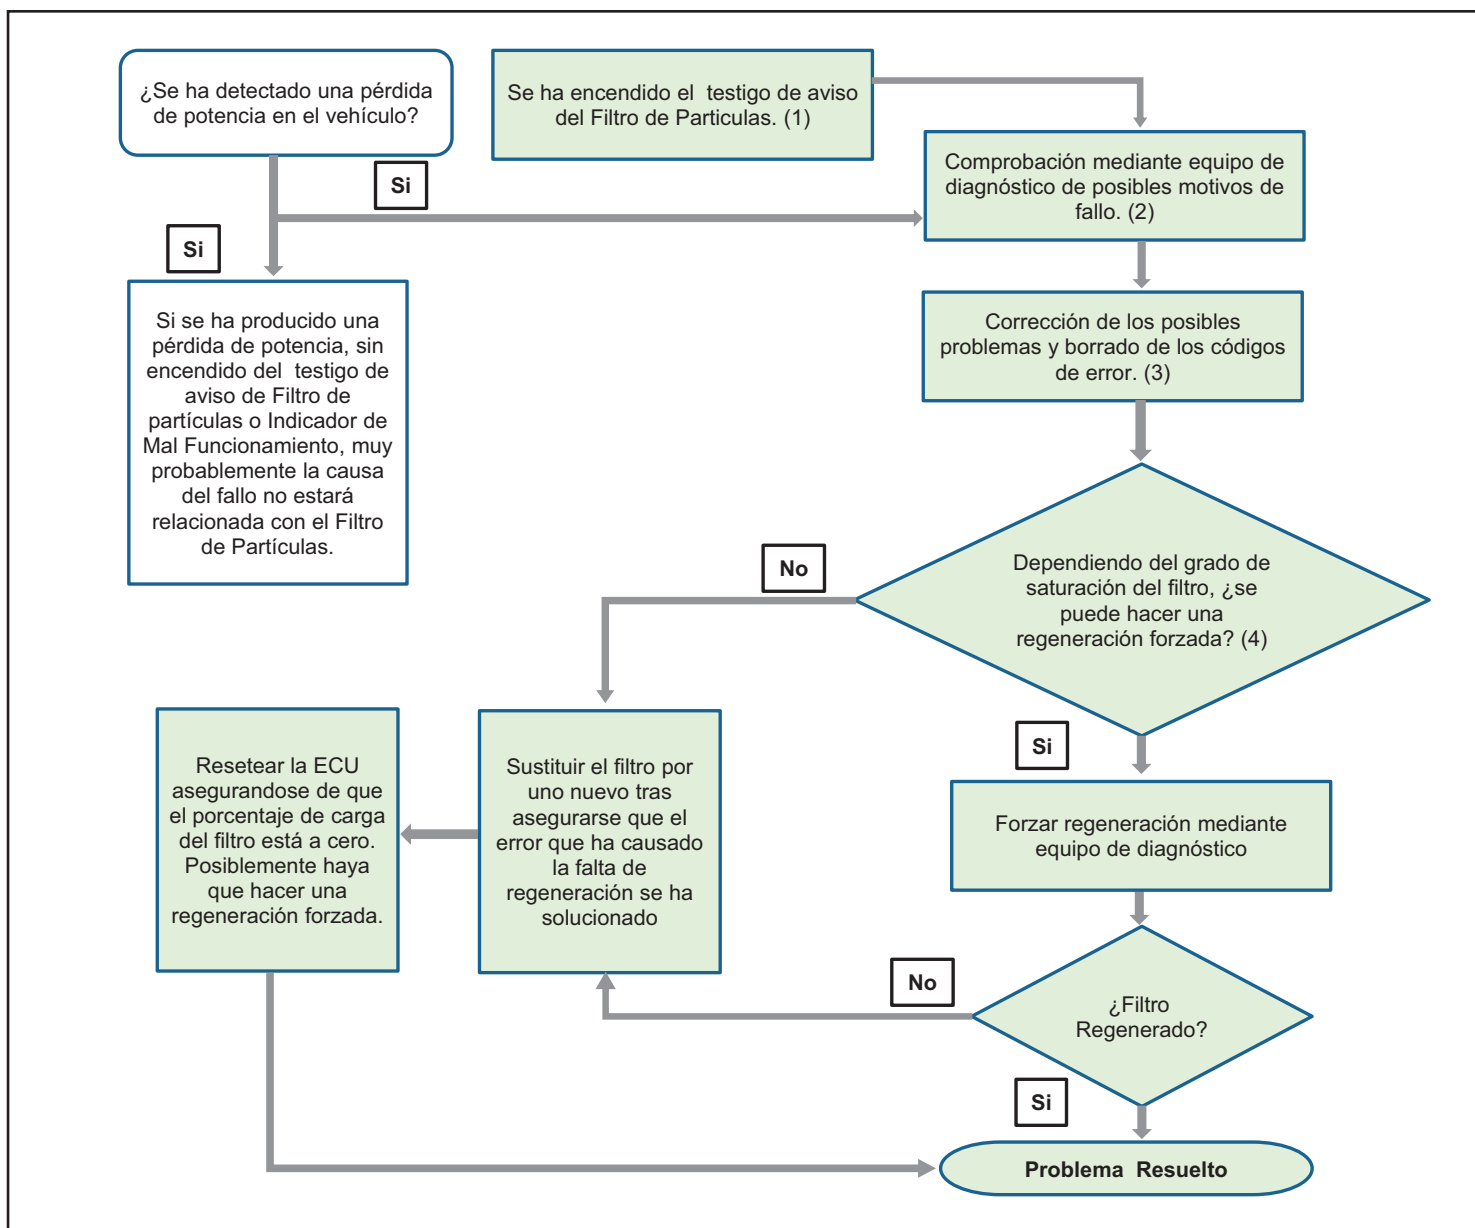 ¿Se ha detectado una pérdida
de potencia en el vehículo?
Se ha encendido el testigo de aviso
del Filtro de Particulas. (1)
Comprobación mediante equipo de
diagnóstico de posibles motivos de
fallo. (2)
Si
Si
Si se ha producido una
pérdida de potencia, sin
encendido del testigo de
aviso de Filtro de
partículas o Indicador de
Mal Funcionamiento, muy
probablemente la causa
del fallo no estará
relacionada con el Filtro
de Partículas.
Corrección de los posibles
problemas y borrado de los códigos
de error. (3)
Dependiendo del grado de
saturación del filtro, ¿se
puede hacer una
regeneración forzada? (4)
No
Si
Resetear la ECU
asegurandose de que
el porcentaje de carga
del filtro está a cero.
Posiblemente haya
que hacer una
regeneración forzada.
Sustituir el filtro por
uno nuevo tras
asegurarse que el
error que ha causado
la falta de
regeneración se ha
solucionado
Forzar regeneración mediante
equipo de diagnóstico
No
¿Filtro
Regenerado?
Si
Problema Resuelto